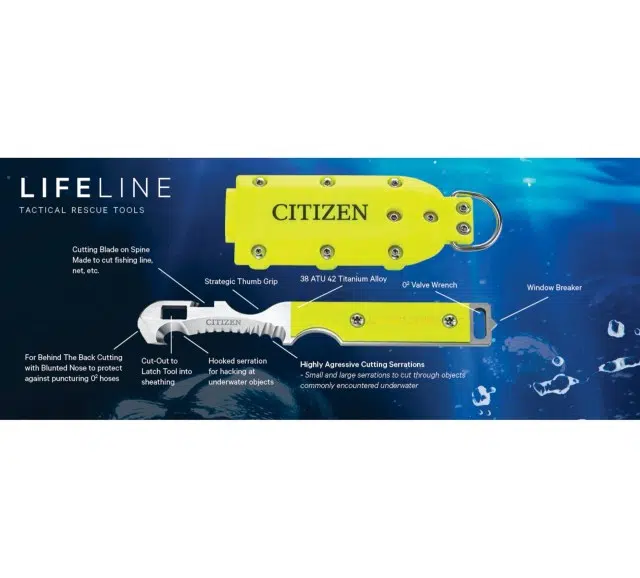 LIFELINE
TACTICAL RESCUE TOOLS
CITIZEN
Cutting Blade on Spine
Made to cut fishing line,
net, etc.
Strategic Thumb Grip
38 ATU 42 Titanium Alloy
0² Valve Wrench
Window Breaker
CITIZEN
For Behind The Back Cutting
with Blunted Nose to protect
against puncturing 0² hoses
Cut-Out to
Latch Tool into
sheathing
Hooked serration
for hacking at
underwater objects
Highly Agressive Cutting Serrations
- Small and large serrations to cut through objects
commonly encountered underwater